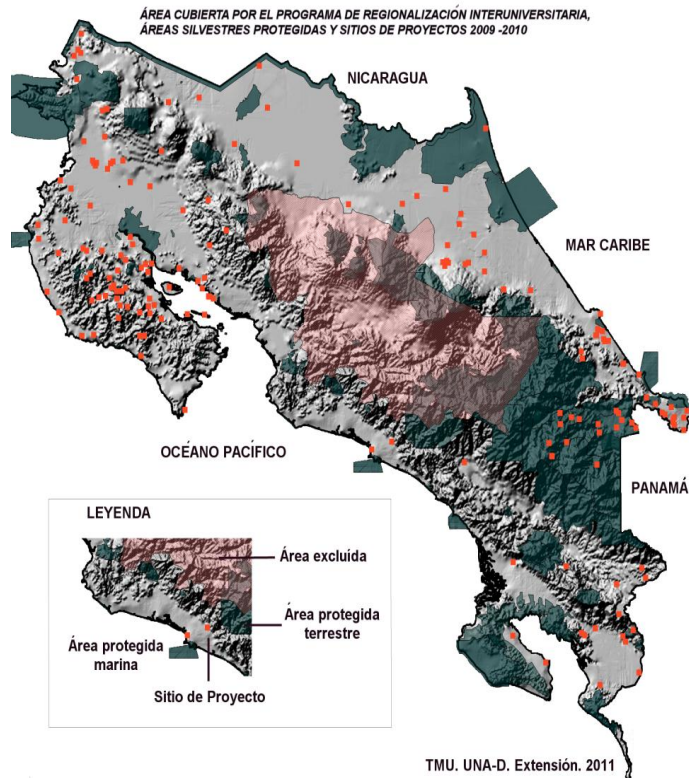 ÁREA CUBIERTA POR EL PROGRAMA DE REGIONALIZACIÓN INTERUNIVERSITARIA,
ÁREAS SILVESTRES PROTEGIDAS Y SITIOS DE PROYECTOS 2009 -2010
NICARAGUA
MAR CARIBE
OCÉANO PACÍFICO
PANAMÁ
LEYENDA
Área excluida
Área protegida
terrestre
Área protegida
marina
Sitio de Proyecto
TMU. UNA-D. Extensión. 2011